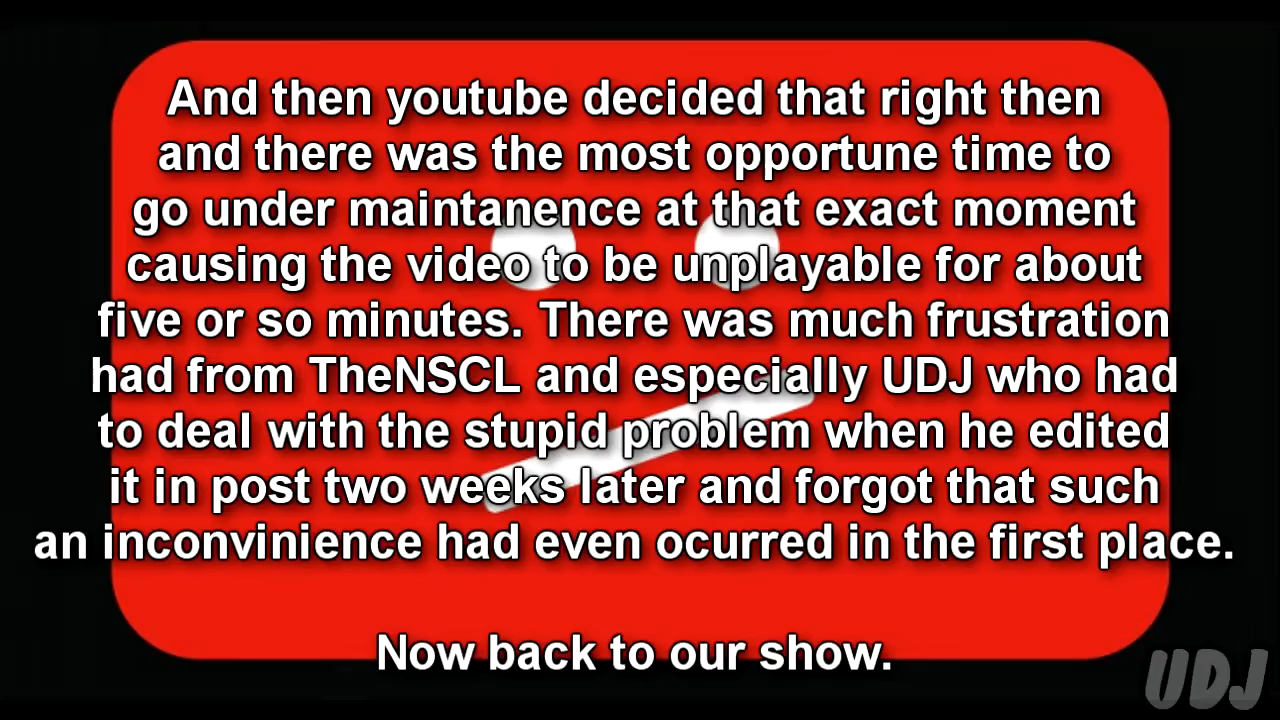 And then youtube decided that right then
and there was the most opportune time to
go under maintanence at that exact moment
causing the video to be unplayable for about
five or so minutes. There was much frustration
had from TheNSCL and especially UDJ who had
to deal with the stupid problem when he edited
it in post two weeks later and forgot that such
an inconvinience had even ocurred in the first place.
Now back to our show.
UDJ